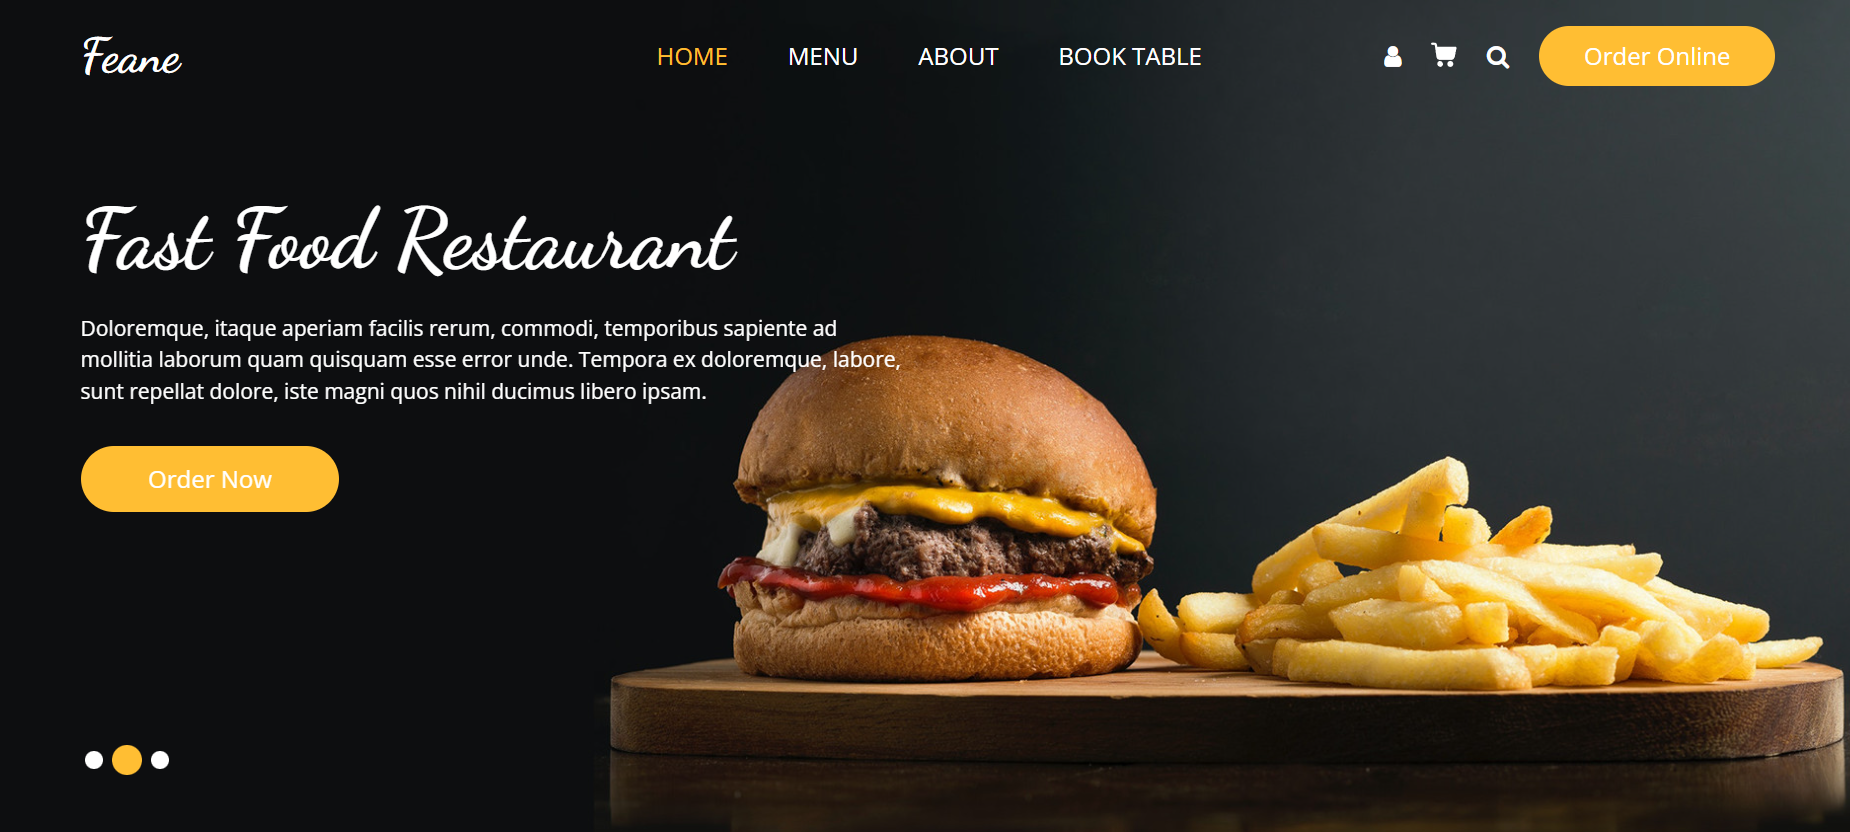 Feane
HOME MENU ABOUT BOOK TABLE
Order Online
Fast Food Restaurant
Doloremque, itaque aperiam facilis rerum, commodi, temporibus sapiente ad
mollitia laborum quam quisquam esse error unde. Tempora ex doloremque, labore,
sunt repellat dolore, iste magni quos nihil ducimus libero ipsam.
Order Now